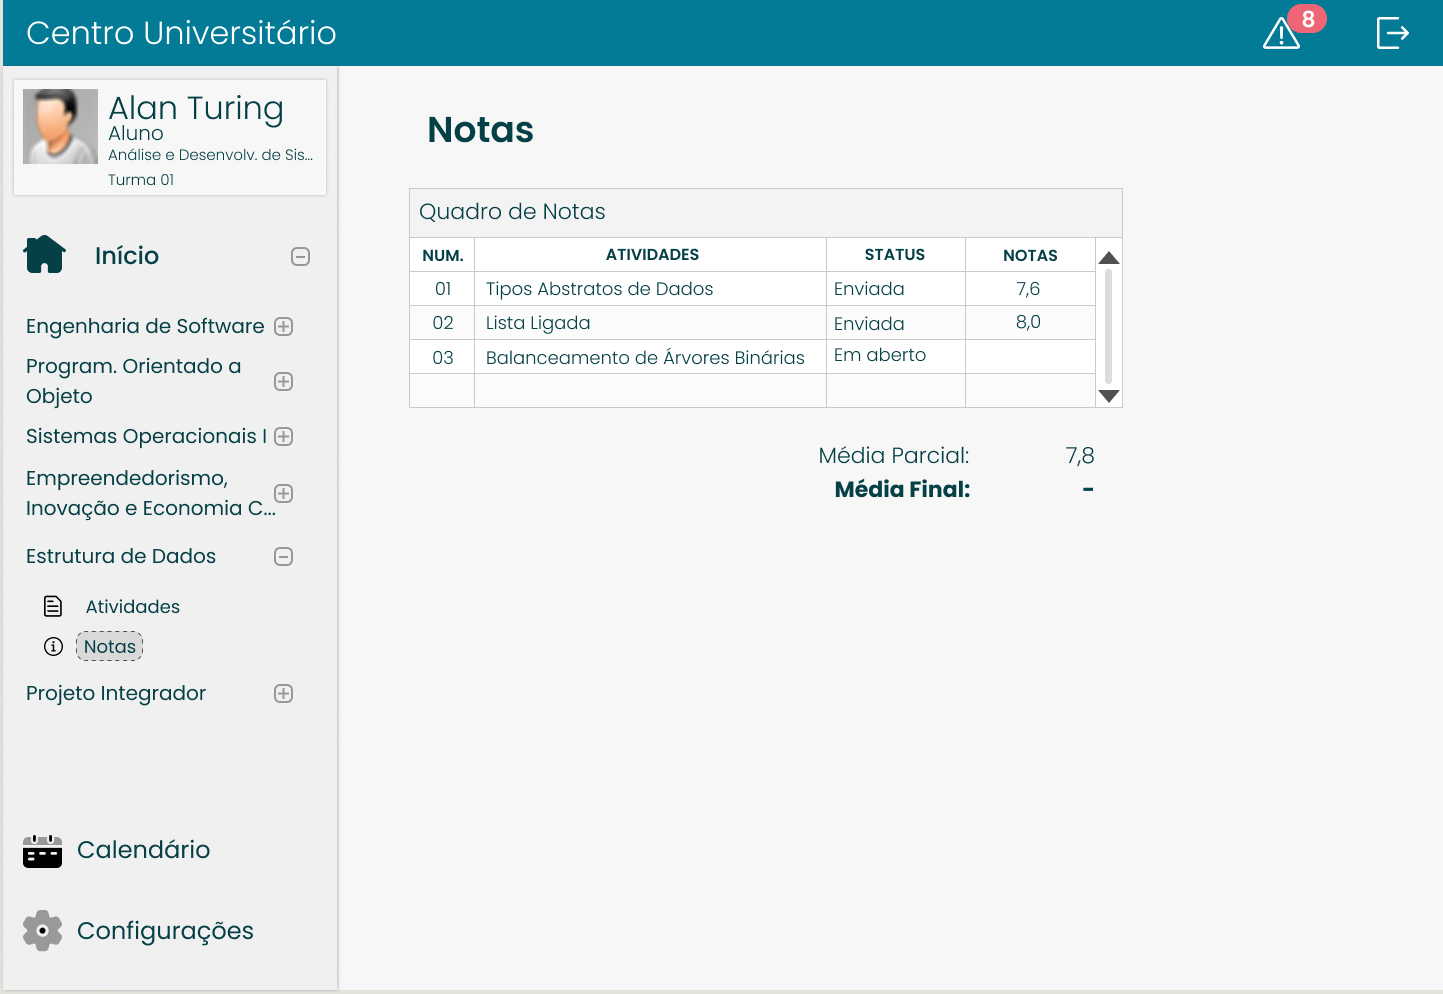 Centro Universitário
8
Alan Turing
Aluno
Análise e Desenvolv. de Sis...
Turma 01
Início
Engenharia de Software
Program. Orientado a
Objeto
Sistemas Operacionais I
Empreendedorismo,
Inovação e Economia C...
Estrutura de Dados
Atividades
Notas
Projeto Integrador
Calendário
Configurações
Notas
Quadro de Notas
NUM. ATIVIDADES STATUS NOTAS
01 Tipos Abstratos de Dados Enviada 7,6
02 Lista Ligada Enviada 8,0
03 Balanceamento de Árvores Binárias Em aberto
Média Parcial: 7,8
Média Final: -